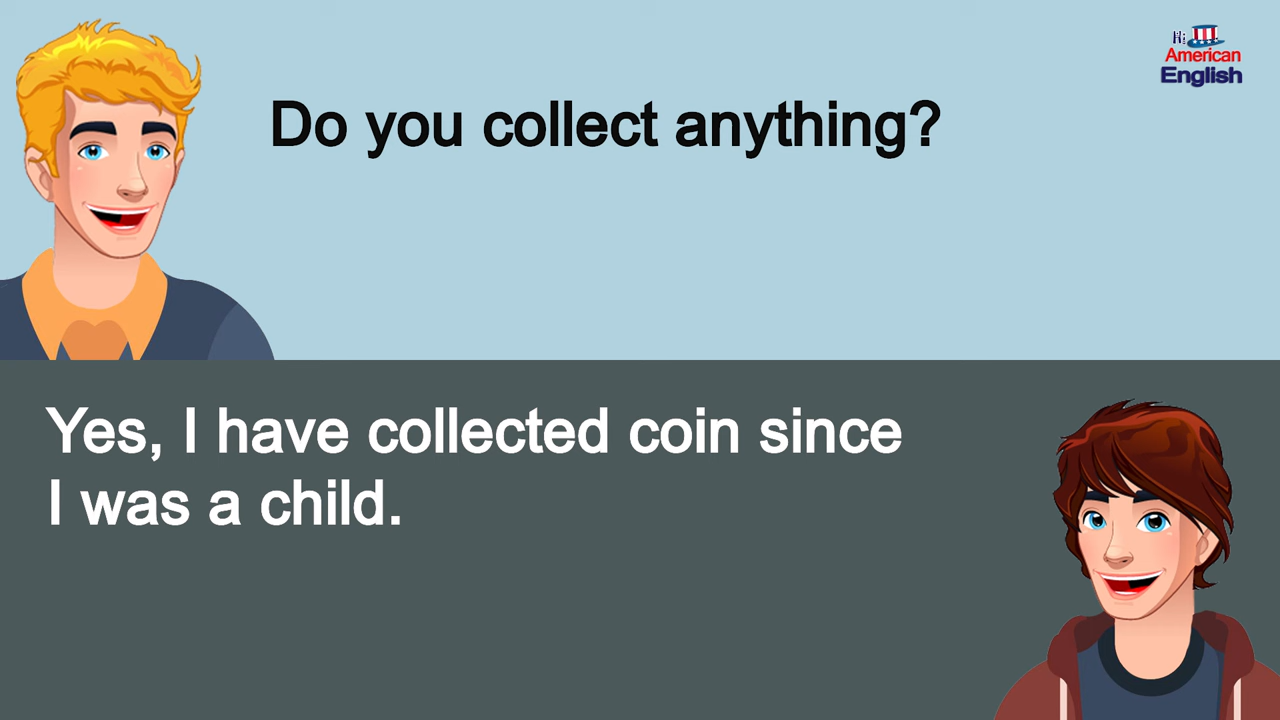 Hi
American
English
Do you collect anything?
Yes, I have collected coin since
I was a child.